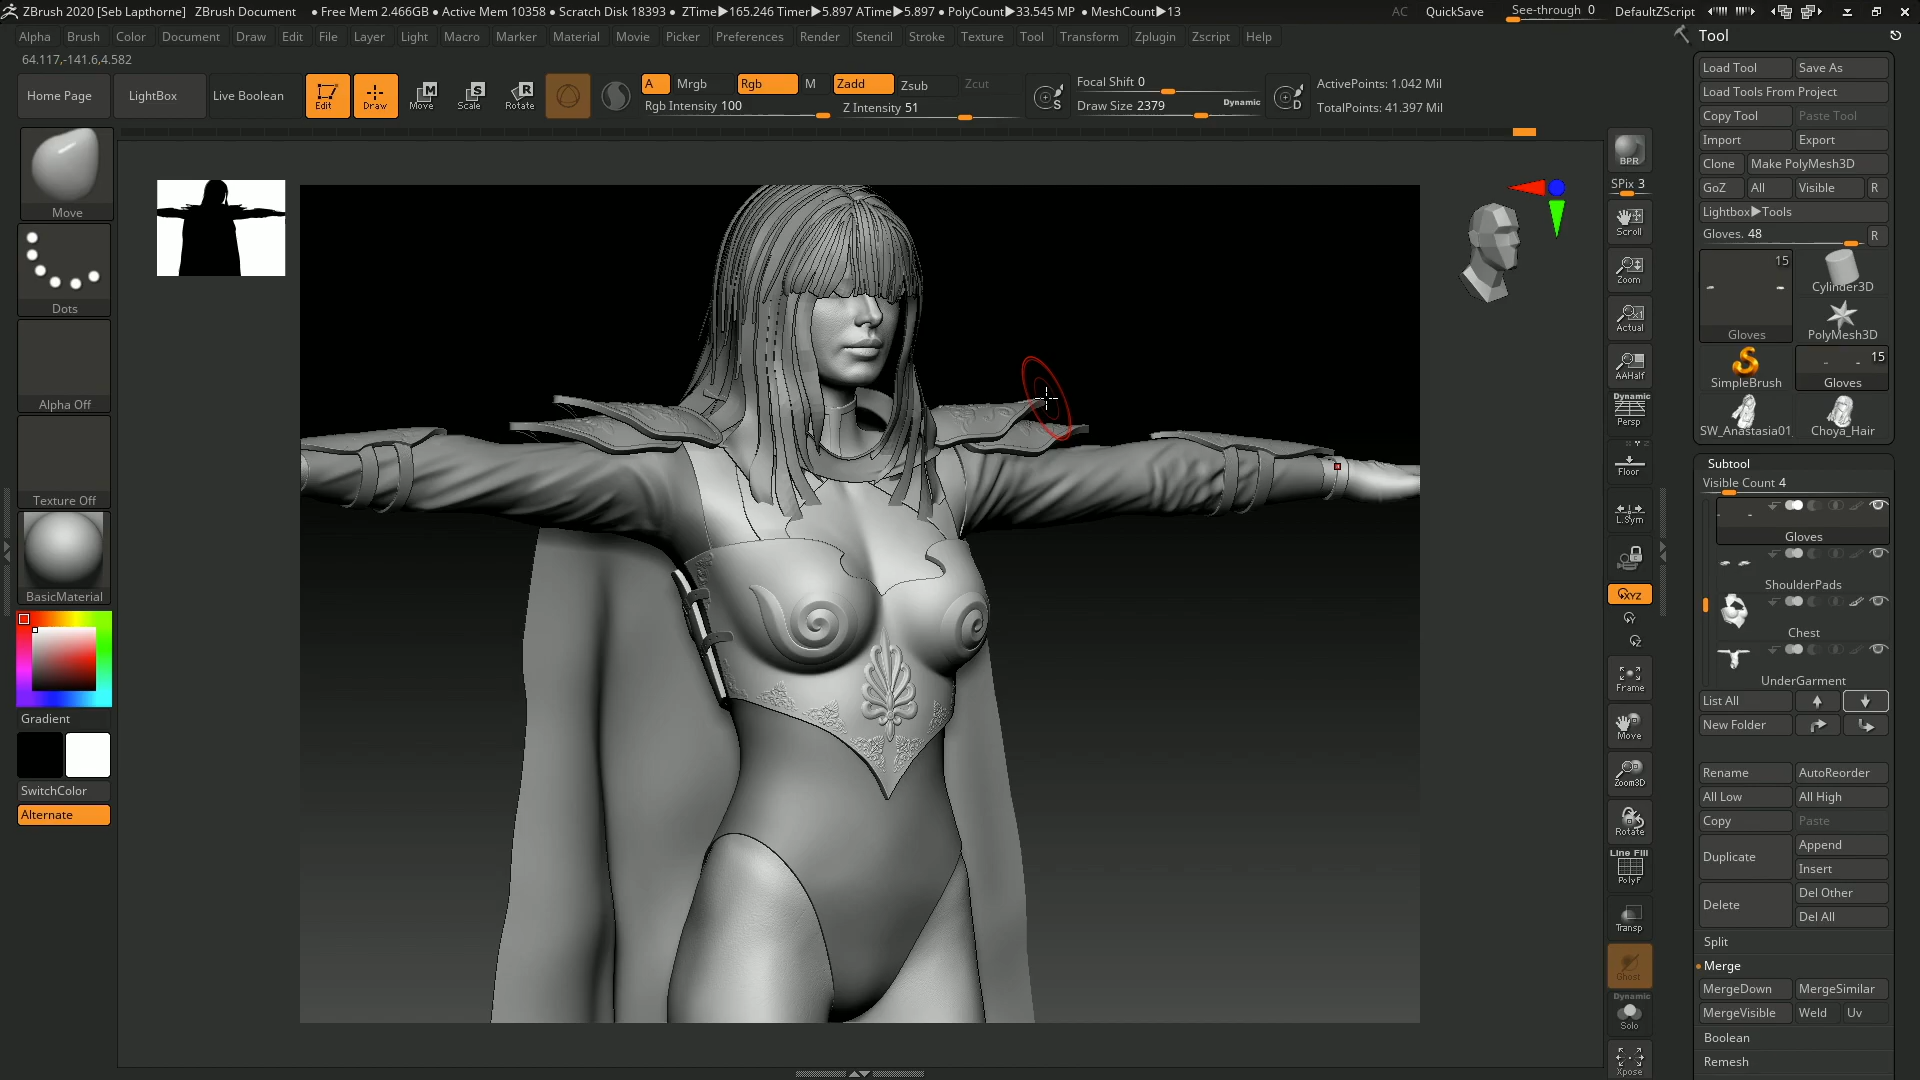 ZBrush 2020 [Seb Lapthorne] ZBrush Document • Free Mem 2.466GB • Active Mem 10358 • Scratch Disk 18393 • ZTime▶165.246 Timer▶5.897 ATime▶5.897 • PolyCount▶33.545 MP • MeshCount▶13 AC QuickSave See-through 0 DefaultZScript
Alpha Brush Color Document Draw Edit File Layer Light Macro Marker Material Movie Picker Preferences Render Stencil Stroke Texture Tool Transform Zplugin Zscript Help
64.117,-141.6,4.582
Home Page LightBox Live Boolean Edit Draw Move Scale Rotate
M S R
A Mrgb Rgb M Zadd Zsub Zcut
Rgb Intensity 100 Z Intensity 51
S Focal Shift 0
Draw Size 2379 Dynamic
D ActivePoints: 1.042 Mil
TotalPoints: 41.397 Mil
Move
Dots
Alpha Off
Texture Off
BasicMaterial
Gradient
SwitchColor
Alternate
BPR
SPix 3
Scroll
Zoom
Actual
AAHalf
Dynamic
Persp
Floor
L.Sym
XYZ
Y
Z
Frame
Move
Zoom3D
Rotate
Line Fill
PolyF
Transp
Ghost
Dynamic
Solo
Xpose
Tool
Load Tool Save As
Load Tools From Project
Copy Tool Paste Tool
Import Export
Clone Make PolyMesh3D
GoZ All Visible R
Lightbox▶Tools
Gloves. 48 R
15
Gloves
Cylinder3D
PolyMesh3D
SimpleBrush
15
Gloves
SW_Anastasia01 Choya_Hair
Subtool
Visible Count 4
Gloves
ShoulderPads
Chest
UnderGarment
List All
New Folder
Rename AutoReorder
All Low All High
Copy Paste
Duplicate Append
Insert
Delete Del Other
Del All
Split
Merge
MergeDown MergeSimilar
MergeVisible Weld Uv
Boolean
Remesh